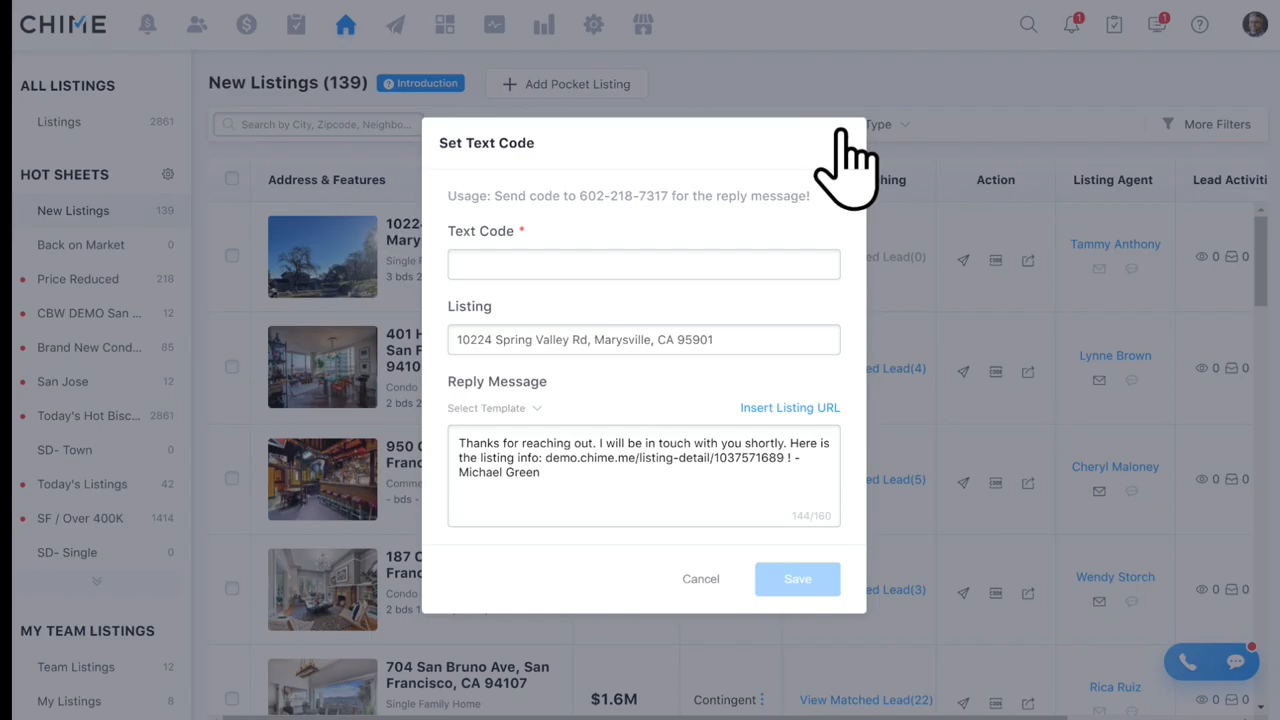 CHIME
1
1
ALL LISTINGS
Listings 2861
HOT SHEETS
New Listings 139
Back on Market 0
Price Reduced 218
CBW DEMO San ... 12
Brand New Cond... 85
San Jose 12
Today's Hot Bisc... 2861
SD- Town
Today's Listings 42
SF / Over 400K 1414
SD- Single 0
MY TEAM LISTINGS
Team Listings 12
My Listings 8
New Listings (139) Introduction Add Pocket Listing
Search by City, Zipcode, Neighbo... Type More Filters
Address & Features Action Listing Agent Lead Activiti
1022
Mary
Single F
3 bds
ed Lead(0)
Tammy Anthony
0 0
401 H
San F
9410
Condo
2 bds
ed Lead(4)
Lynne Brown
0 0
950 C
Franc
Comme
- bds -
ed Lead(5)
Cheryl Maloney
0 0
187 C
Franc
Condo
2 bds
ed Lead(3)
Wendy Storch
0 0
704 San Bruno Ave, San
Francisco, CA 94107
Single Family Home
$1.6M
Contingent
View Matched Lead(22)
Rica Ruiz
0 0
Set Text Code
Usage: Send code to 602-218-7317 for the reply message!
Text Code *
Listing
10224 Spring Valley Rd, Marysville, CA 95901
Reply Message
Select Template Insert Listing URL
Thanks for reaching out. I will be in touch with you shortly. Here is
the listing info: demo.chime.me/listing-detail/1037571689 ! -
Michael Green
144/160
Cancel Save